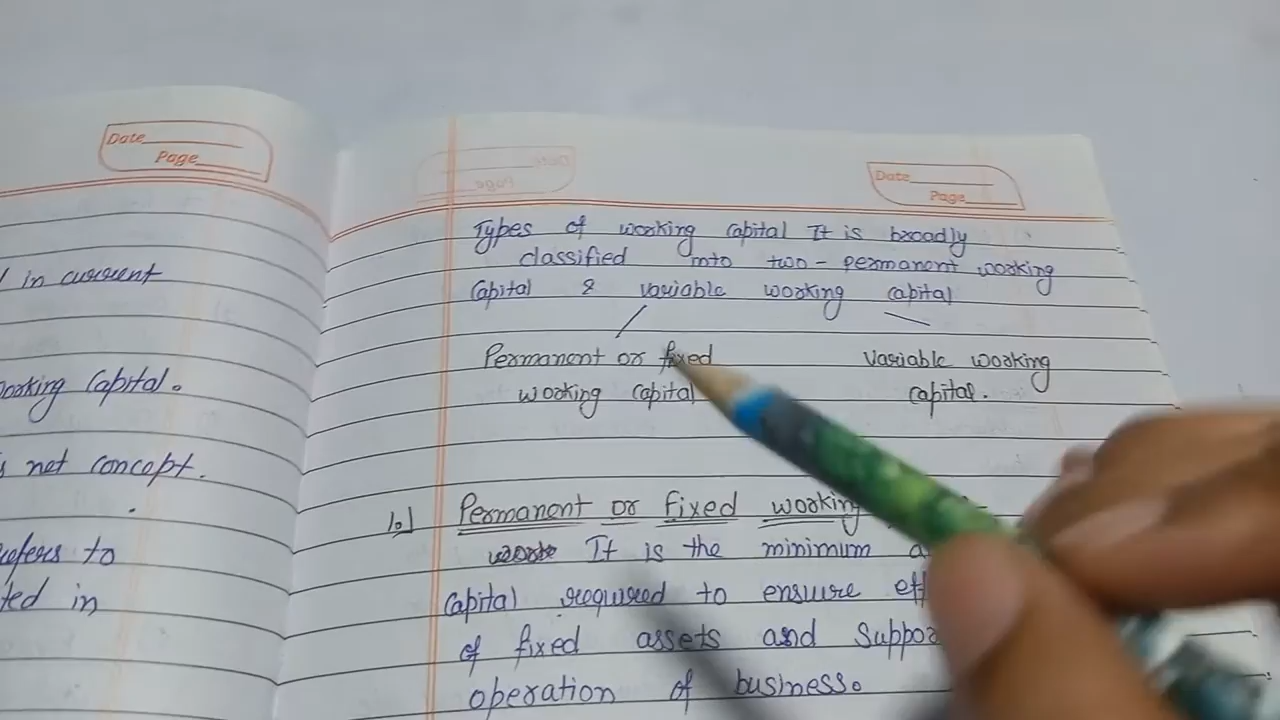 Date
Page
in current
working Capital.
net concept.
refers to
ted in
Date
Page
Types of working Capital It is broadly
classified into two - permanent working
Capital & variable working capital
Permanent or fixed
working Capital
Variable working
Capital.
1.] Permanent or fixed working
It is the minimum
Capital required to ensure
of fixed assets and
operation of business.